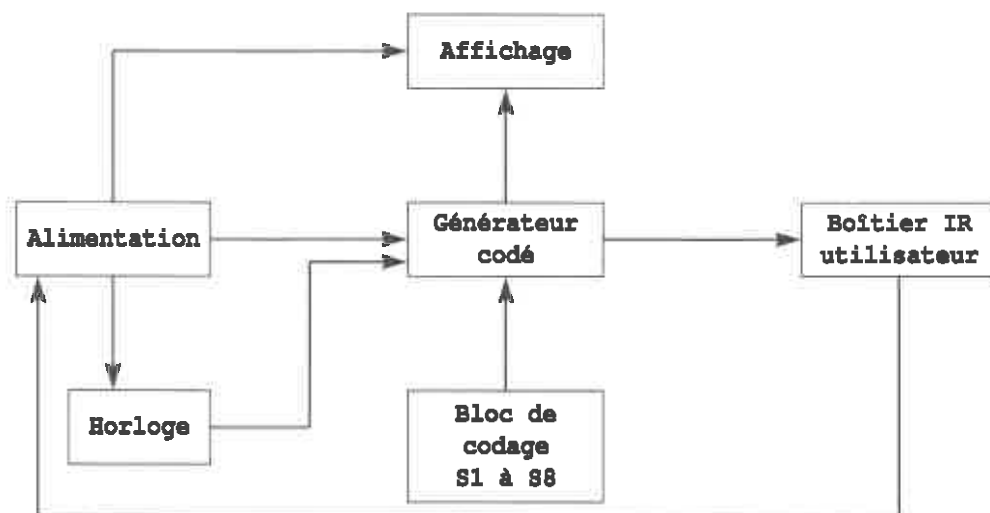 Affichage
Alimentation
Générateur
codé
Boîtier IR
utilisateur
Horloge
Bloc de
codage
S1 à S8